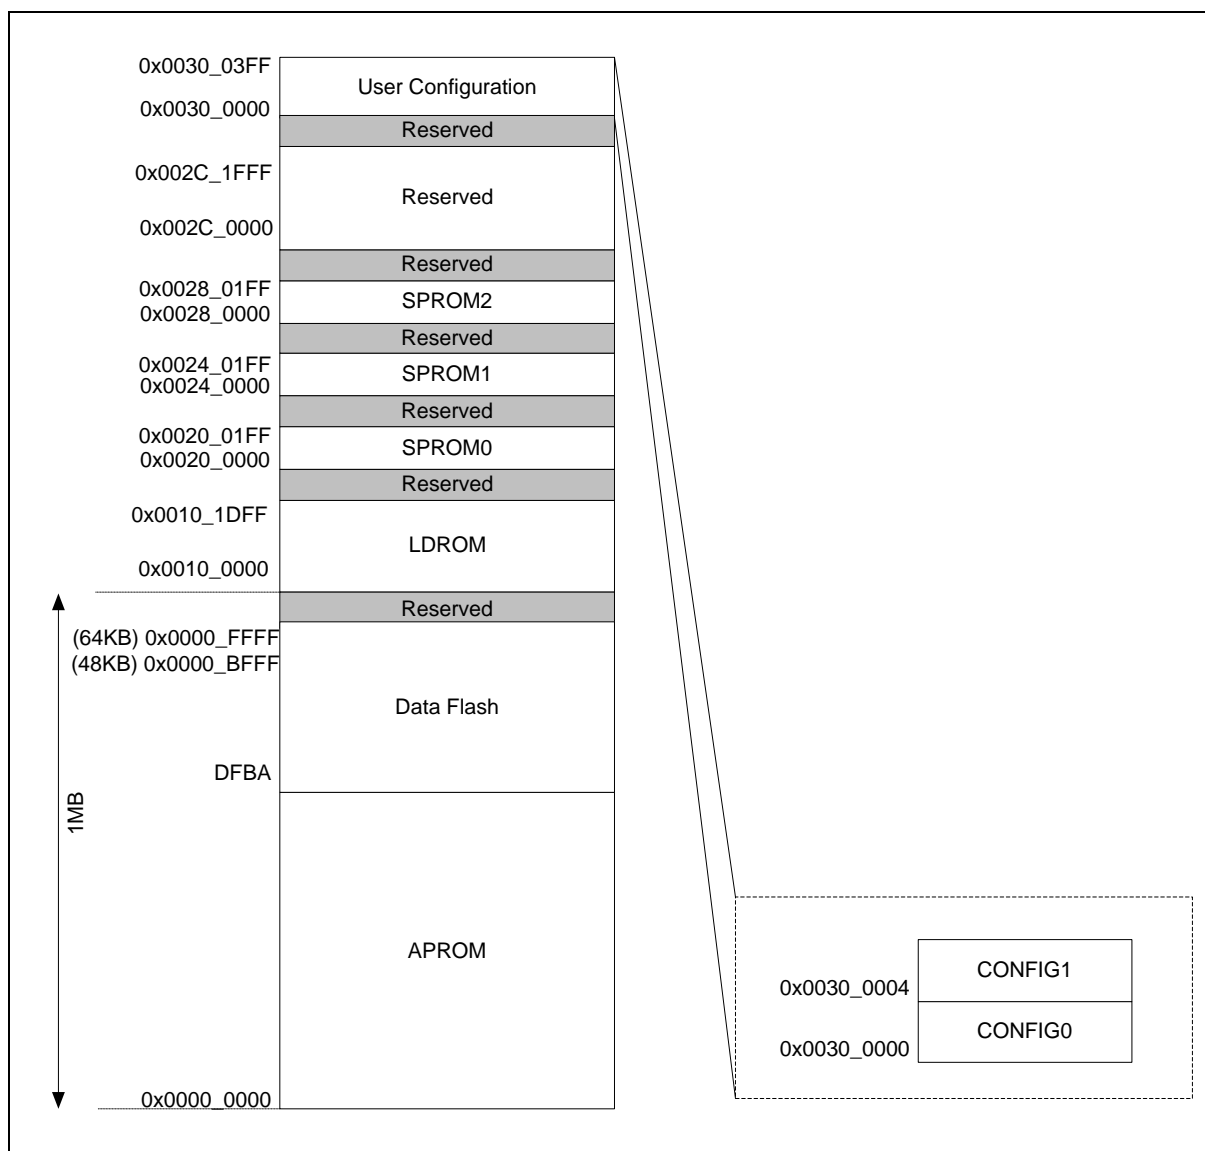 0x0030_03FF
User Configuration
0x0030_0000
Reserved
0x002C_1FFF
Reserved
0x002C_0000
Reserved
0x0028_01FF
SPROM2
0x0028_0000
Reserved
0x0024_01FF
SPROM1
0x0024_0000
Reserved
0x0020_01FF
SPROM0
0x0020_0000
Reserved
0x0010_1DFF
LDROM
0x0010_0000
Reserved
(64KB) 0x0000_FFFF
(48KB) 0x0000_BFFF
Data Flash
DFBA
1MB
APROM
0x0000_0000
CONFIG1
0x0030_0004
CONFIG0
0x0030_0000